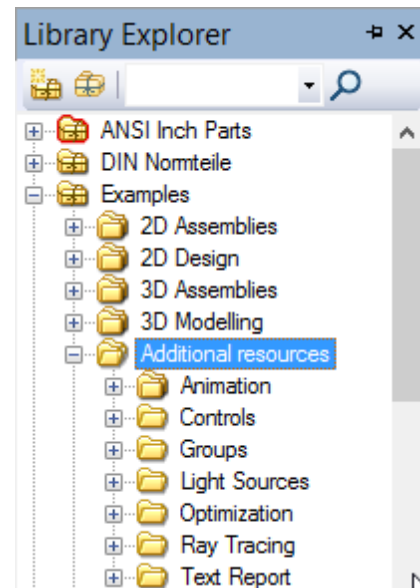 Library Explorer
ANSI Inch Parts
DIN Normteile
Examples
2D Assemblies
2D Design
3D Assemblies
3D Modelling
Additional resources
Animation
Controls
Groups
Light Sources
Optimization
Ray Tracing
Text Report